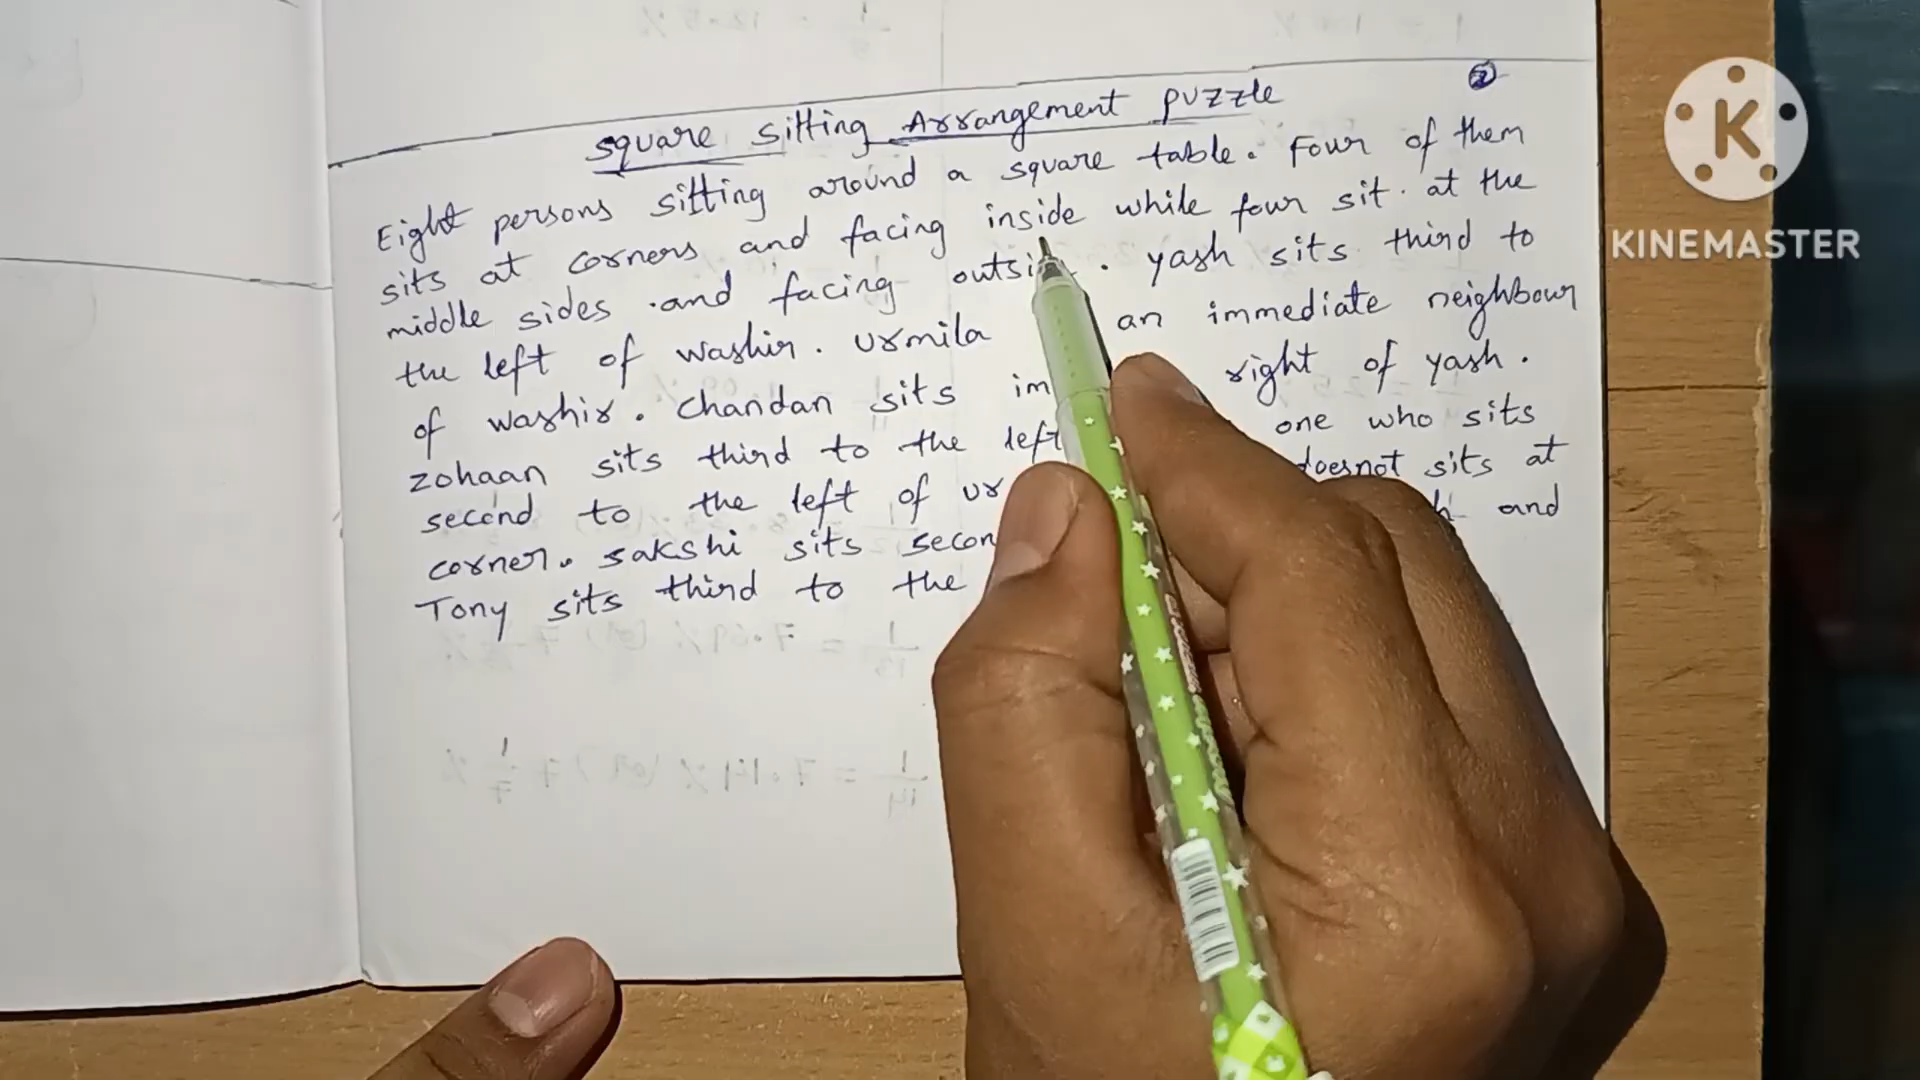 ②
Square Sitting Arrangement puzzle
Eight persons sitting around a square table. Four of them
sits at corners and facing inside while four sit at the
middle sides and facing outsi . yash sits third to
the left of washir. Urmila an immediate neighbour
of washir. Chandan sits im right of yash.
Zohaan sits third to the left one who sits
second to the left of ur doesnot sits at
corner. Sakshi sits secon h and
Tony sits third to the
K
KINEMASTER